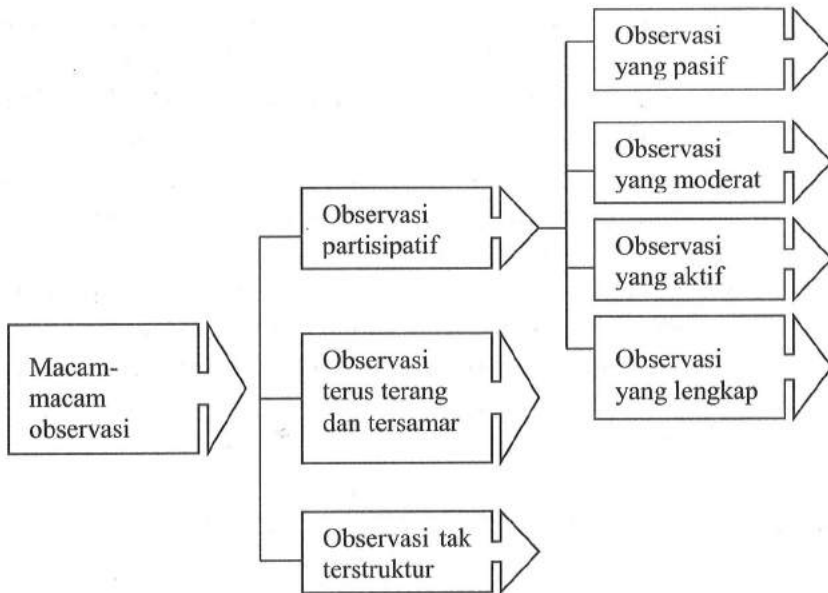 Macam-
macam
observasi
Observasi
partisipatif
Observasi
terus terang
dan tersamar
Observasi tak
terstruktur
Observasi
yang pasif
Observasi
yang moderat
Observasi
yang aktif
Observasi
yang lengkap